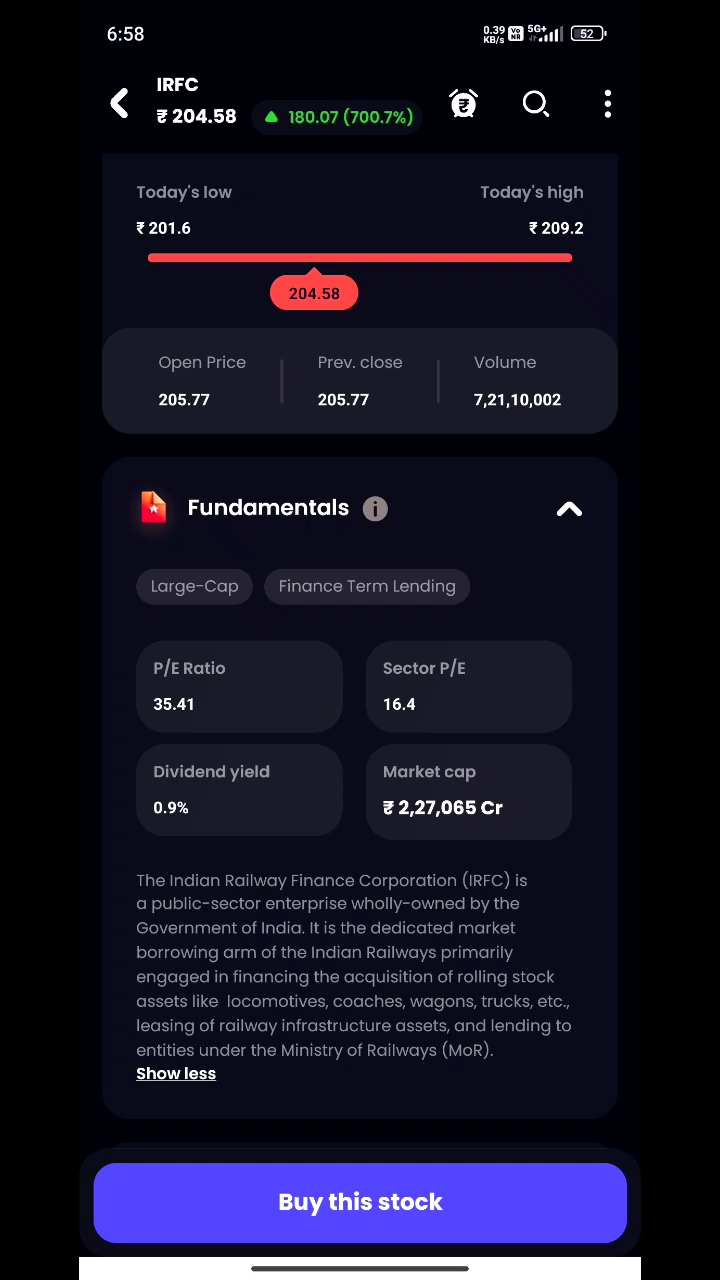 6:58
0.39 KB/s Vo NR 5G+ 52
IRFC
₹ 204.58 ▲ 180.07 (700.7%)
Today's low Today's high
₹ 201.6 ₹ 209.2
204.58
Open Price Prev. close Volume
205.77 205.77 7,21,10,002
Fundamentals
Large-Cap Finance Term Lending
P/E Ratio Sector P/E
35.41 16.4
Dividend yield Market cap
0.9% ₹ 2,27,065 Cr
The Indian Railway Finance Corporation (IRFC) is
a public-sector enterprise wholly-owned by the
Government of India. It is the dedicated market
borrowing arm of the Indian Railways primarily
engaged in financing the acquisition of rolling stock
assets like locomotives, coaches, wagons, trucks, etc.,
leasing of railway infrastructure assets, and lending to
entities under the Ministry of Railways (MoR).
Show less
Buy this stock